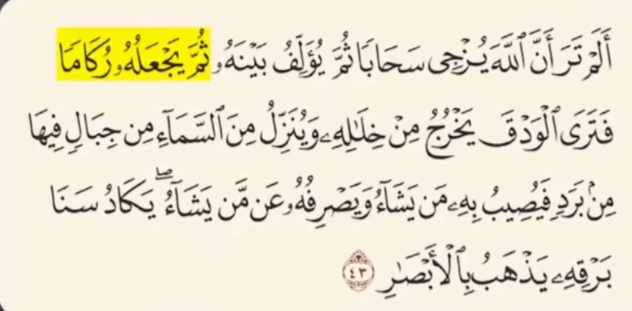 أَلَمْ تَرَ أَنَّ ٱللَّهَ يُزْجِى سَحَابًا ثُمَّ يُؤَلِّفُ بَيْنَهُۥ ثُمَّ يَجْعَلُهُۥ رُكَامًا
فَتَرَى ٱلْوَدْقَ يَخْرُجُ مِنْ خِلَٰلِهِۦ وَيُنَزِّلُ مِنَ ٱلسَّمَآءِ مِن جِبَالٍ فِيهَا
مِنۢ بَرَدٍ فَيُصِيبُ بِهِۦ مَن يَشَآءُ وَيَصْرِفُهُۥ عَن مَّن يَشَآءُ ۖ يَكَادُ سَنَا
بَرْقِهِۦ يَذْهَبُ بِٱلْأَبْصَٰرِ ٤٣